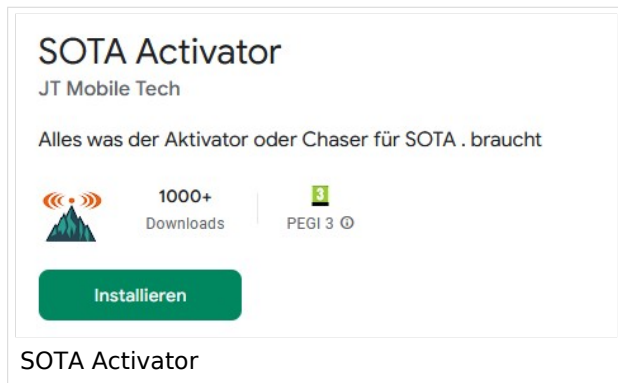 SOTA Activator
JT Mobile Tech
Alles was der Aktivator oder Chaser für SOTA . braucht
1000+
Downloads
3
PEGI 3
Installieren
SOTA Activator